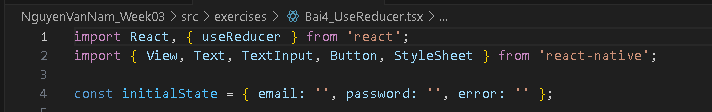 NguyenVanNam_Week03 > src > exercises > Bai4_UseReducer.tsx > ...
1 import React, { useReducer } from 'react';
2 import { View, Text, TextInput, Button, StyleSheet } from 'react-native';
3
4 const initialState = { email: '', password: '', error: '' };